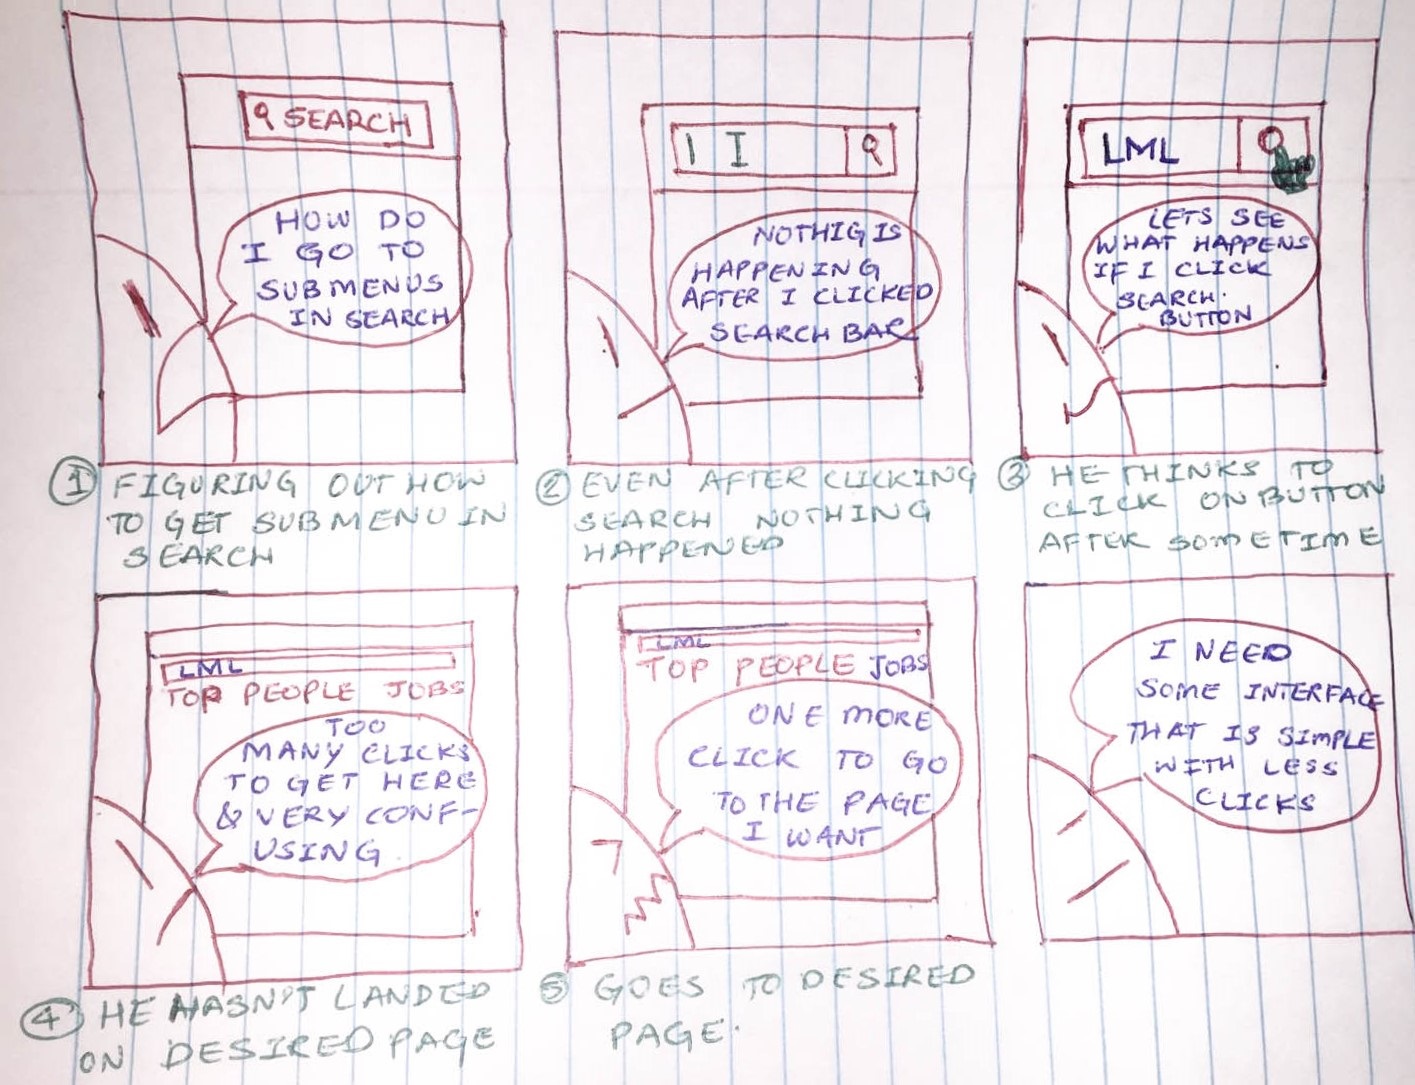 SEARCH
HOW DO
I GO TO
SUBMENUS
IN SEARCH
1 FIGURING OUT HOW
TO GET SUBMENU IN
SEARCH
I I
NOTHIG IS
HAPPENING
AFTER I CLICKED
SEARCH BAR
2 EVEN AFTER CLICKING
SEARCH NOTHING
HAPPENED
LML
LETS SEE
WHAT HAPPENS
IF I CLICK
SEARCH
BUTTON
3 HE THINKS TO
CLICK ON BUTTON
AFTER SOMETIME
LML
TOP PEOPLE JOBS
TOO
MANY CLICKS
TO GET HERE
& VERY CONF-
USING
4 HE HASN'T LANDED
ON DESIRED PAGE
LML
TOP PEOPLE JOBS
ONE MORE
CLICK TO GO
TO THE PAGE
I WANT
5 GOES TO DESIRED
PAGE.
I NEED
SOME INTERFACE
THAT IS SIMPLE
WITH LESS
CLICKS